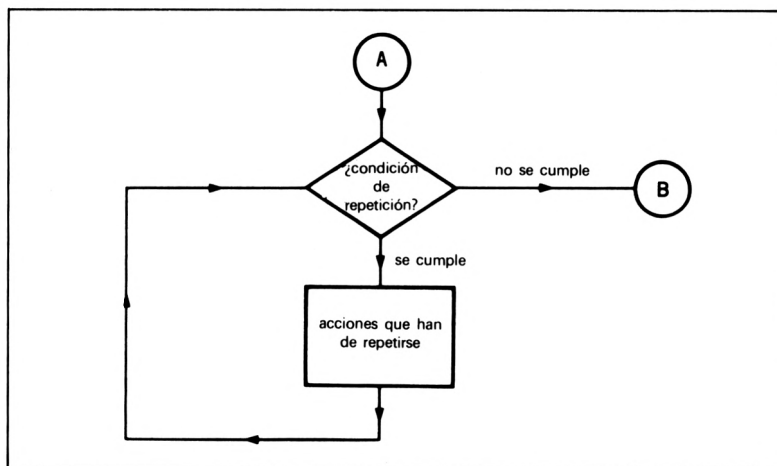 A
¿condición
de
repetición?
no se cumple
B
se cumple
acciones que han
de repetirse